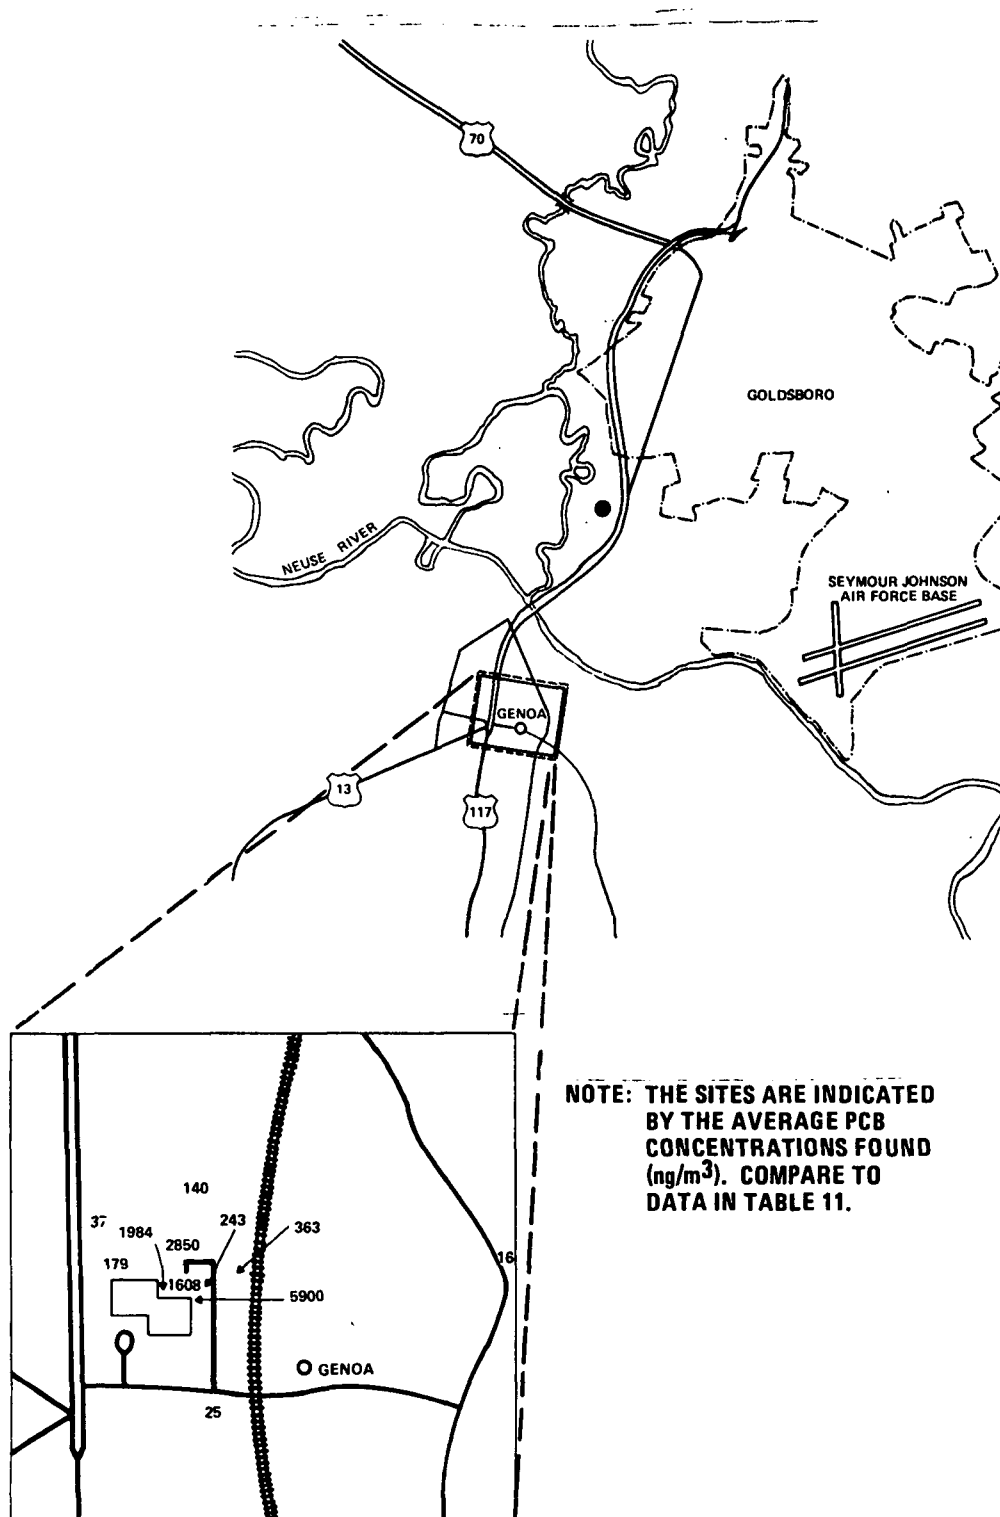 70
GOLDSBORO
NEUSE RIVER
SEYMOUR JOHNSON
AIR FORCE BASE
GENOA
13
117
NOTE: THE SITES ARE INDICATED
BY THE AVERAGE PCB
CONCENTRATIONS FOUND
(ng/m³). COMPARE TO
DATA IN TABLE 11.
140
37
1984
243
363
2850
179
16
1608
5900
GENOA
25